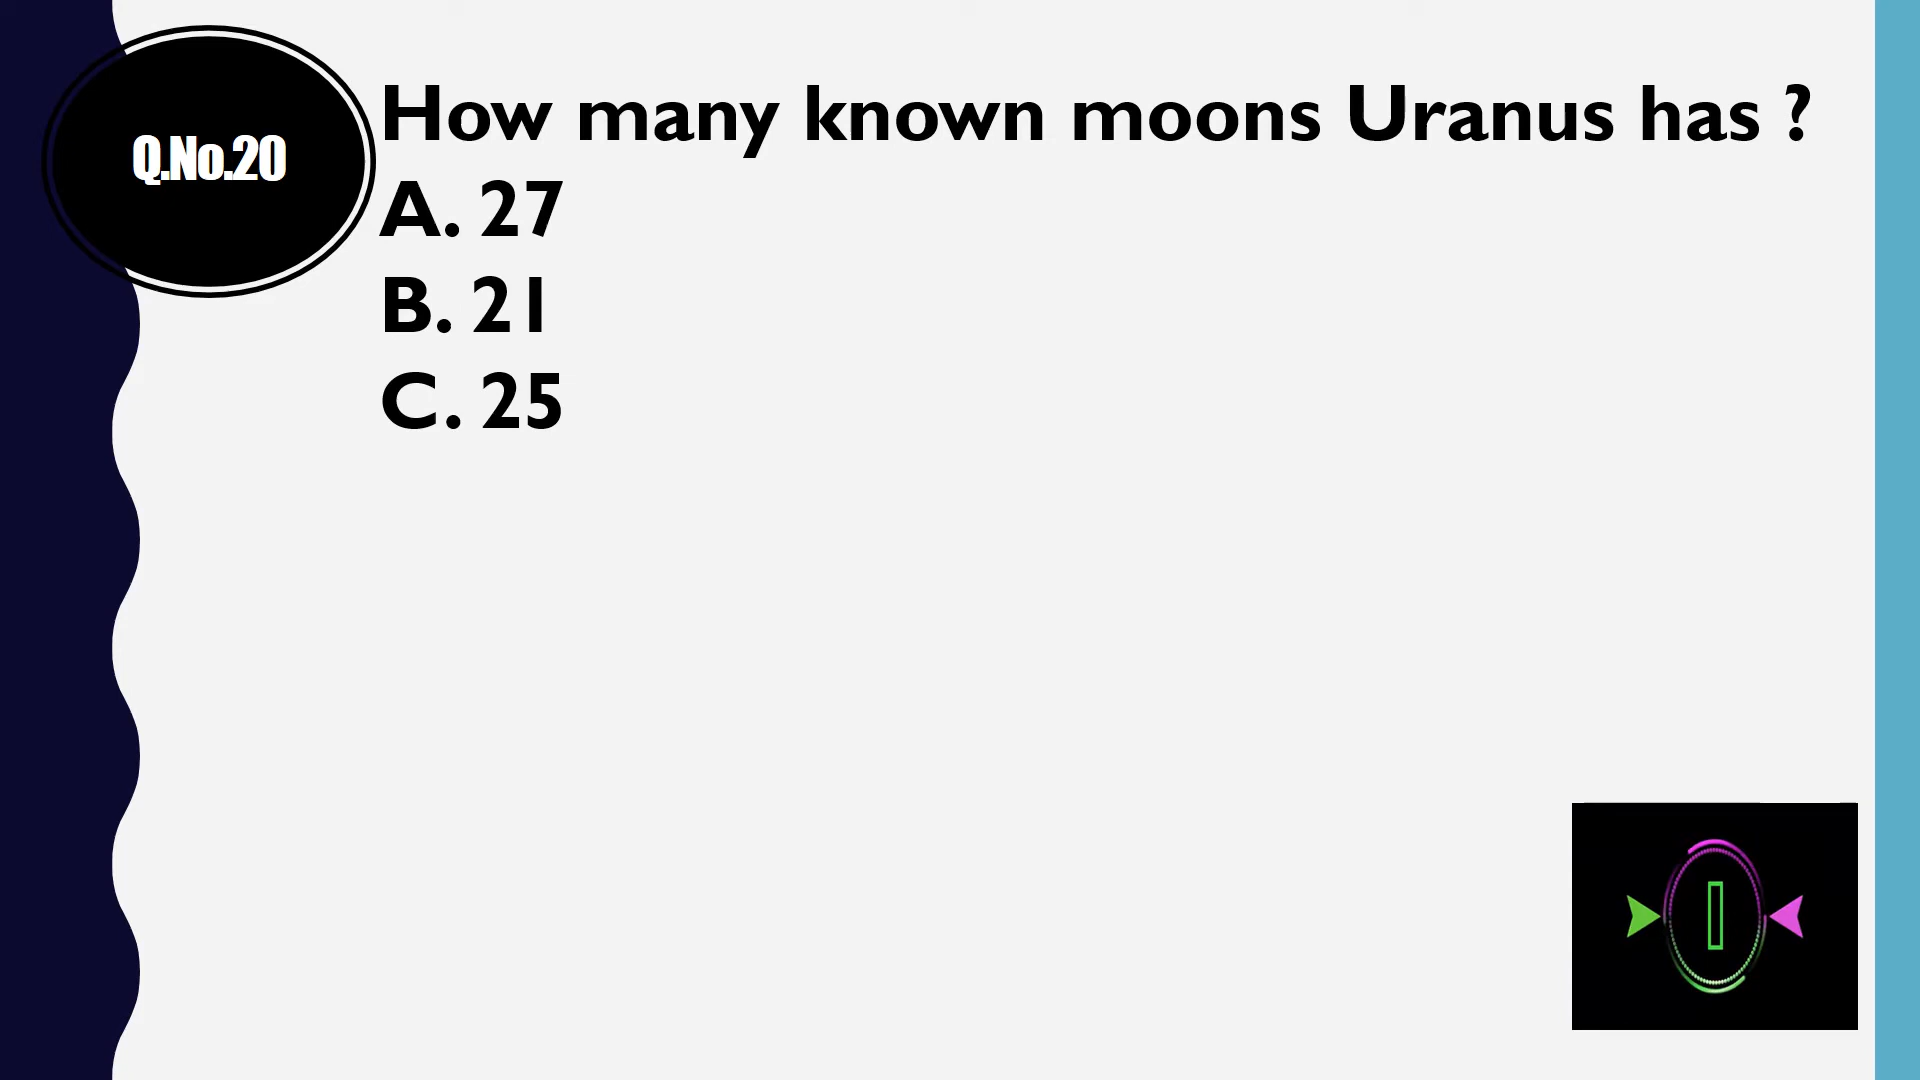 Q.No.20
How many known moons Uranus has ?
A. 27
B. 21
C. 25